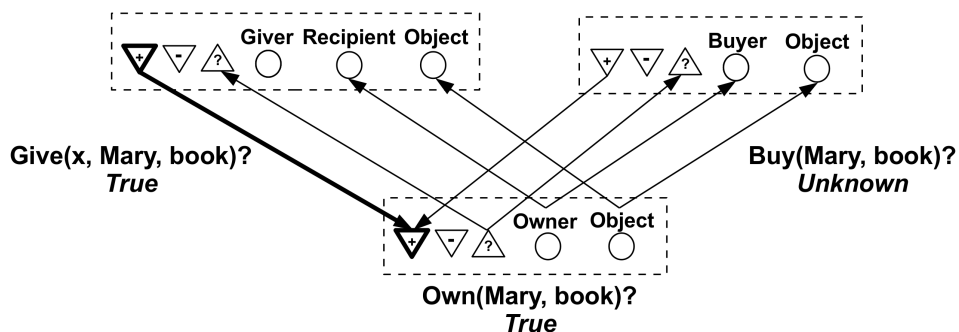 Giver Recipient Object
+ - ?
Buyer Object
+ - ?
Give(x, Mary, book)?
True
Buy(Mary, book)?
Unknown
Owner Object
+ - ?
Own(Mary, book)?
True